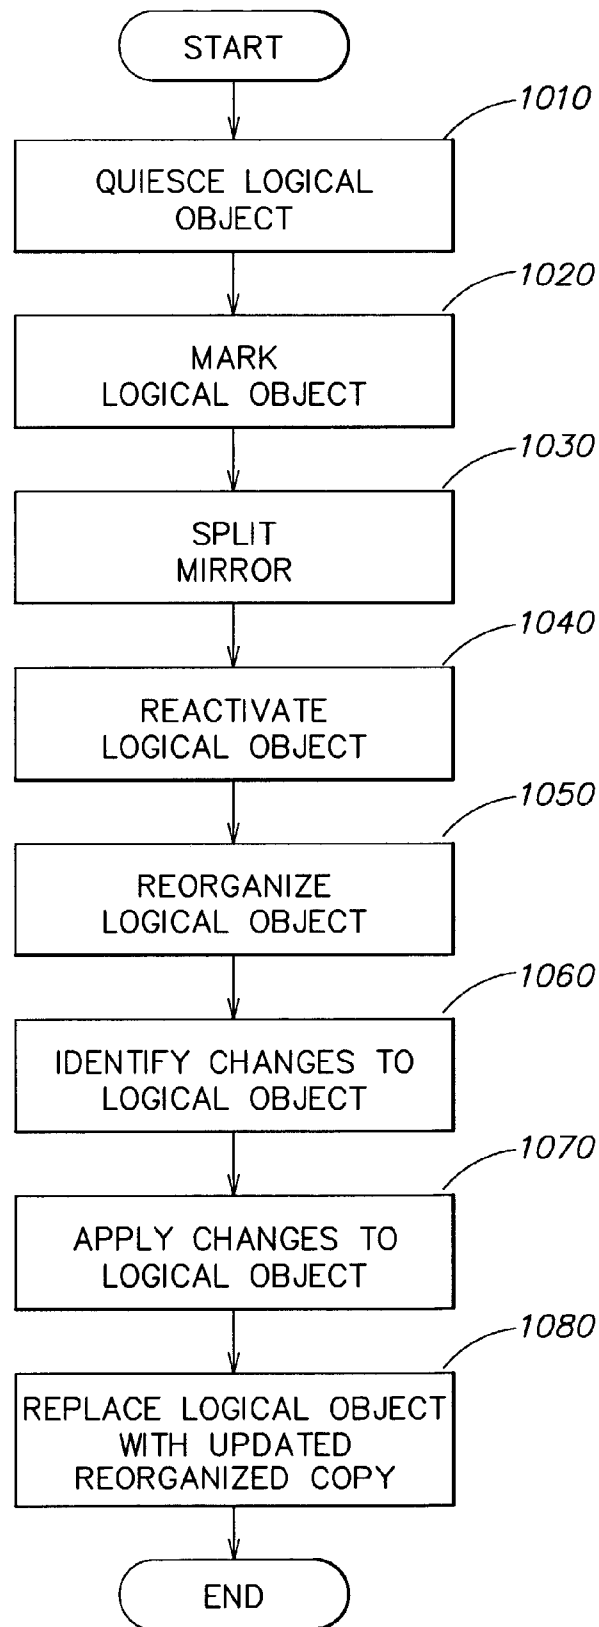 START
1010
QUIESCE LOGICAL
OBJECT
1020
MARK
LOGICAL OBJECT
1030
SPLIT
MIRROR
1040
REACTIVATE
LOGICAL OBJECT
1050
REORGANIZE
LOGICAL OBJECT
1060
IDENTIFY CHANGES TO
LOGICAL OBJECT
1070
APPLY CHANGES TO
LOGICAL OBJECT
1080
REPLACE LOGICAL OBJECT
WITH UPDATED
REORGANIZED COPY
END